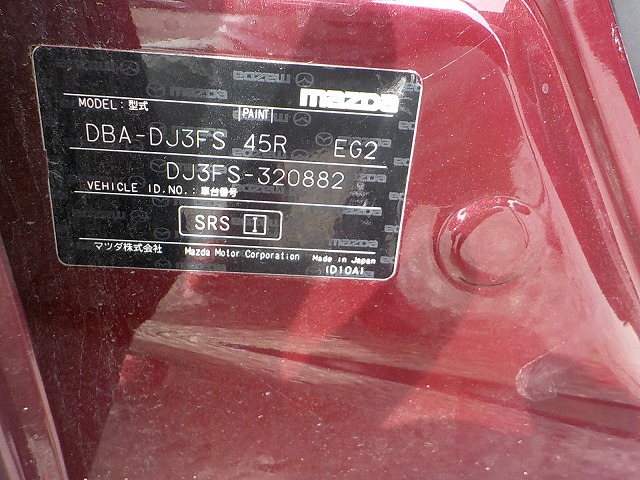 mazda
MODEL: 型式
PAINT
DBA-DJ3FS 45R EG2
DJ3FS-320882
VEHICLE ID.NO.: 車台番号
SRS I
マツダ株式会社 Mazda Motor Corporation Made in Japan
(D10A)